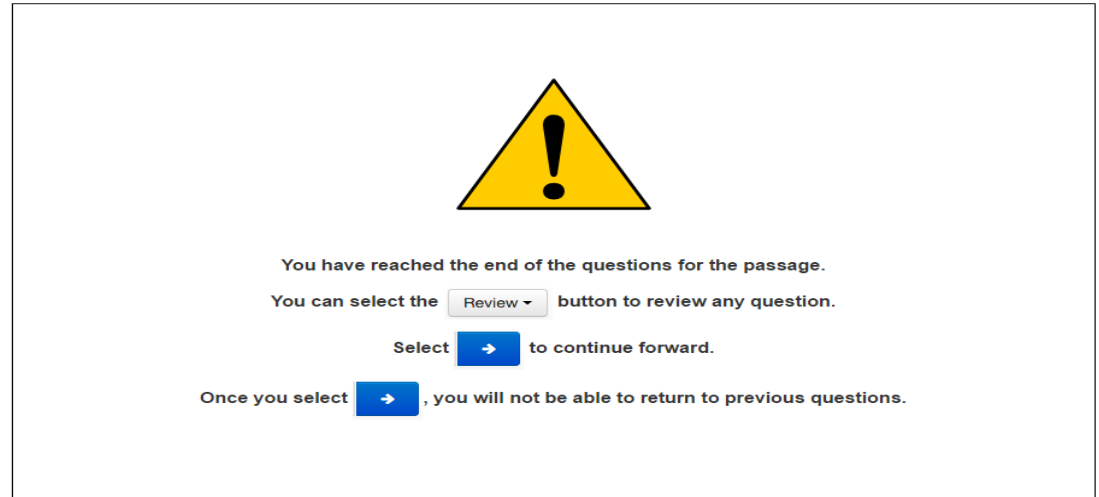 You have reached the end of the questions for the passage.
You can select the Review button to review any question.
Select to continue forward.
Once you select , you will not be able to return to previous questions.